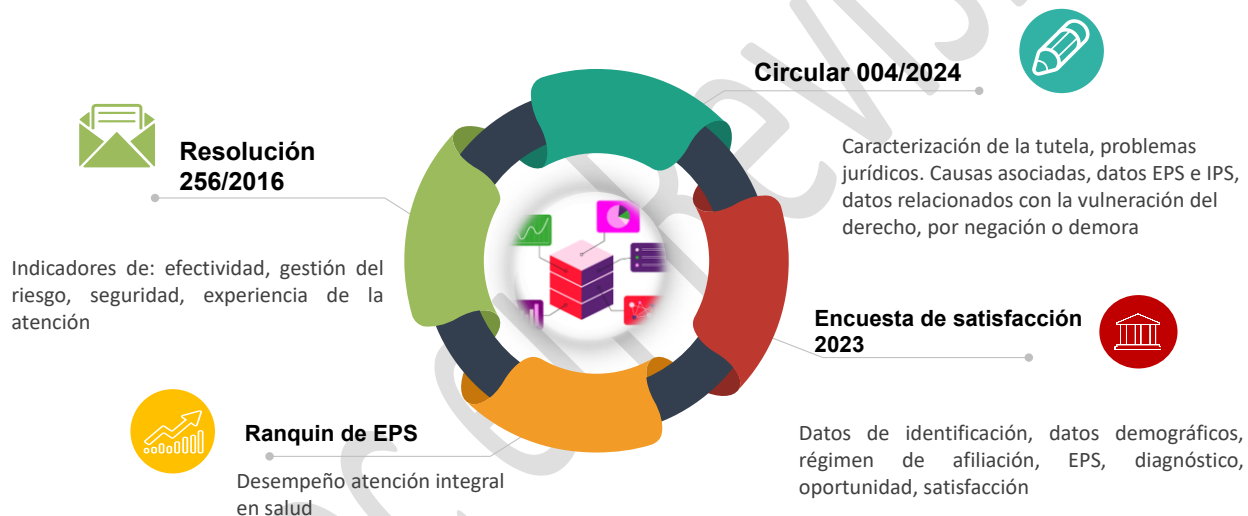 Circular 004/2024
Caracterización de la tutela, problemas
jurídicos. Causas asociadas, datos EPS e IPS,
datos relacionados con la vulneración del
derecho, por negación o demora
Resolución
256/2016
Indicadores de: efectividad, gestión del
riesgo, seguridad, experiencia de la
atención
Encuesta de satisfacción
2023
Datos de identificación, datos demográficos,
régimen de afiliación, EPS, diagnóstico,
oportunidad, satisfacción
Ranquin de EPS
Desempeño atención integral
en salud